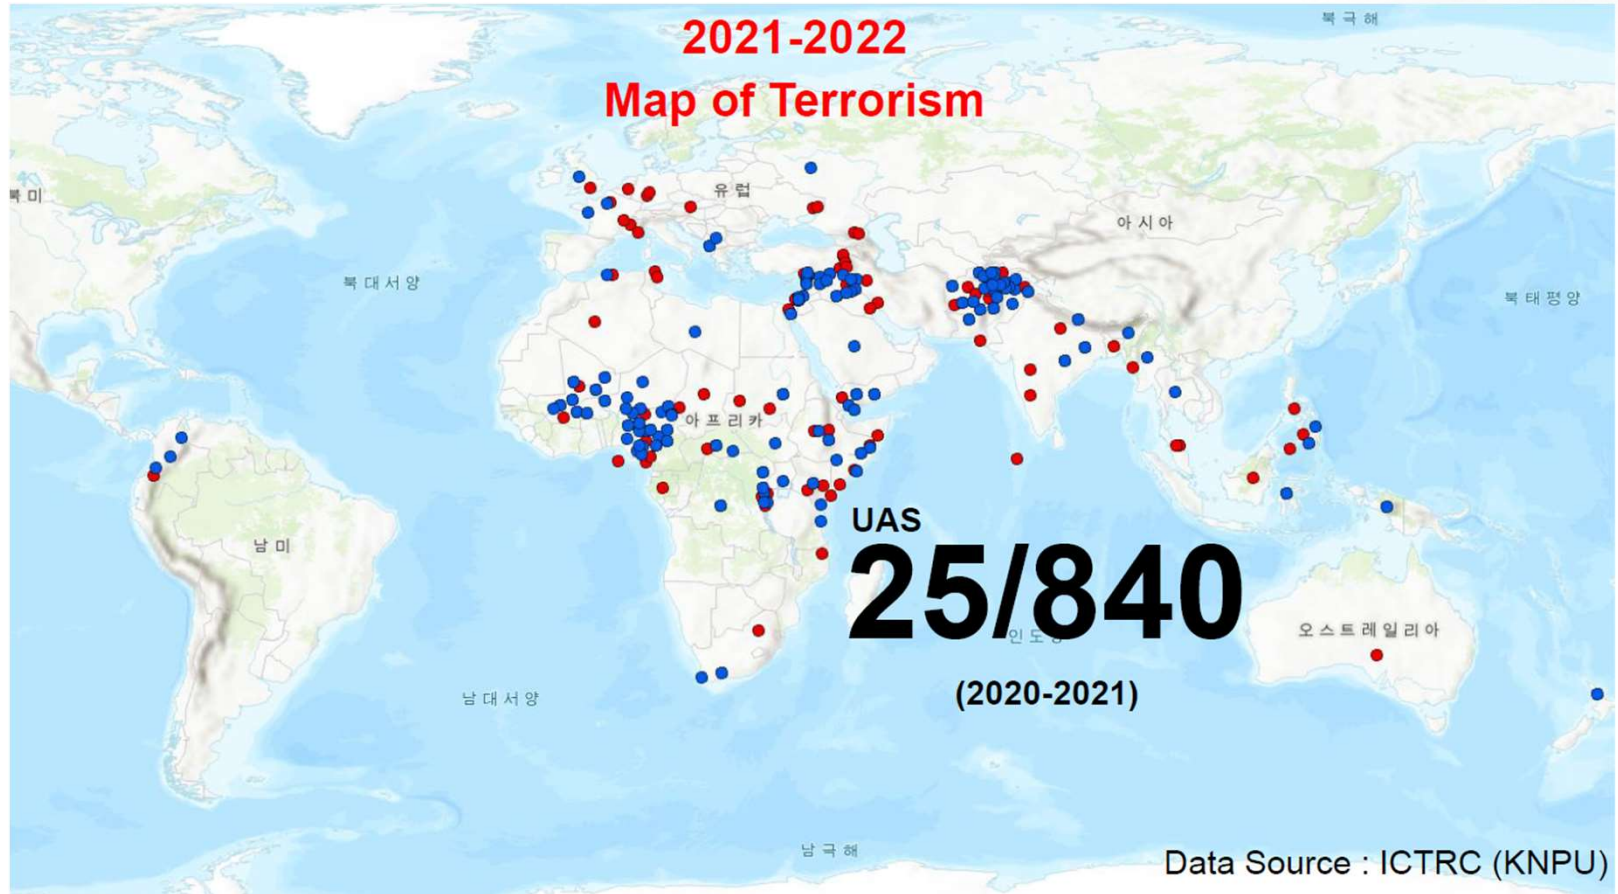 북극해
2021-2022
Map of Terrorism
북미
유럽
아시아
북대서양
북태평양
아프리카
UAS
25/840
남미
인도양
오스트레일리아
(2020-2021)
남대서양
남극해
Data Source : ICTRC (KNPU)